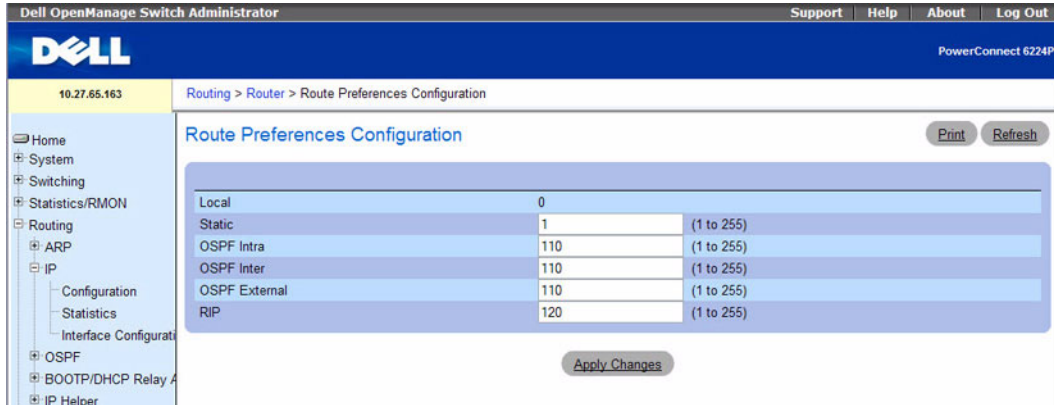 Dell OpenManage Switch Administrator Support Help About Log Out
DELL
PowerConnect 6224P
10.27.65.163
Routing > Router > Route Preferences Configuration
Home
System
Switching
Statistics/RMON
Routing
ARP
IP
Configuration
Statistics
Interface Configurati
OSPF
BOOTP/DHCP Relay A
IP Helper
Route Preferences Configuration
Print Refresh
Local 0
Static 1 (1 to 255)
OSPF Intra 110 (1 to 255)
OSPF Inter 110 (1 to 255)
OSPF External 110 (1 to 255)
RIP 120 (1 to 255)
Apply Changes